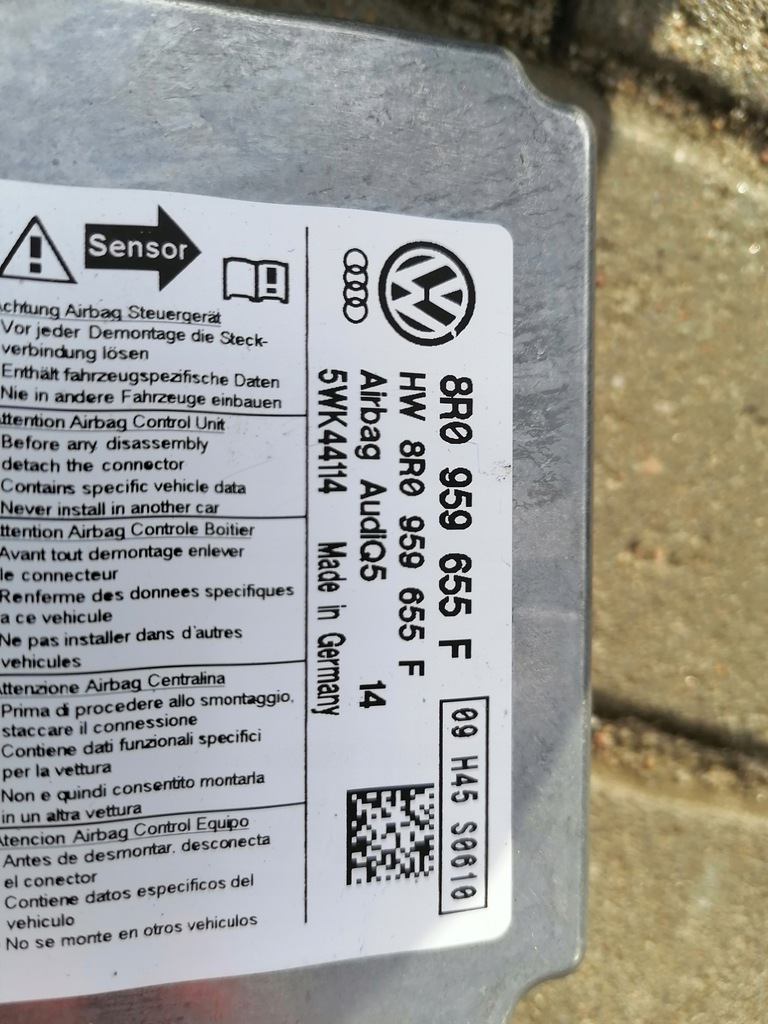 Sensor
chtung Airbag Steuergerät
Vor jeder Demontage die Steck-
verbindung lösen
Enthält fahrzeugspezifische Daten
Nie in andere Fahrzeuge einbauen
ttention Airbag Control Unit
Before any disassembly
detach the connector
Contains specific vehicle data
Never install in another car
ttention Airbag Controle Boitier
Avant tout demontage enlever
le connecteur
Renferme des donnees specifiques
a ce vehicule
Ne pas installer dans d'autres
vehicules
ttenzione Airbag Centralina
Prima di procedere allo smontaggio,
staccare il connessione
Contiene dati funzionali specifici
per la vettura
Non e quindi consentito montarla
in un altra vettura
tencion Airbag Control Equipo
Antes de desmontar, desconecta
el conector
Contiene datos especificos del
vehiculo
No se monte en otros vehiculos
8R0 959 655 F
HW 8R0 959 655 F
Airbag AudiQ5 14
5WK44114 Made in Germany
09 H45 S0610